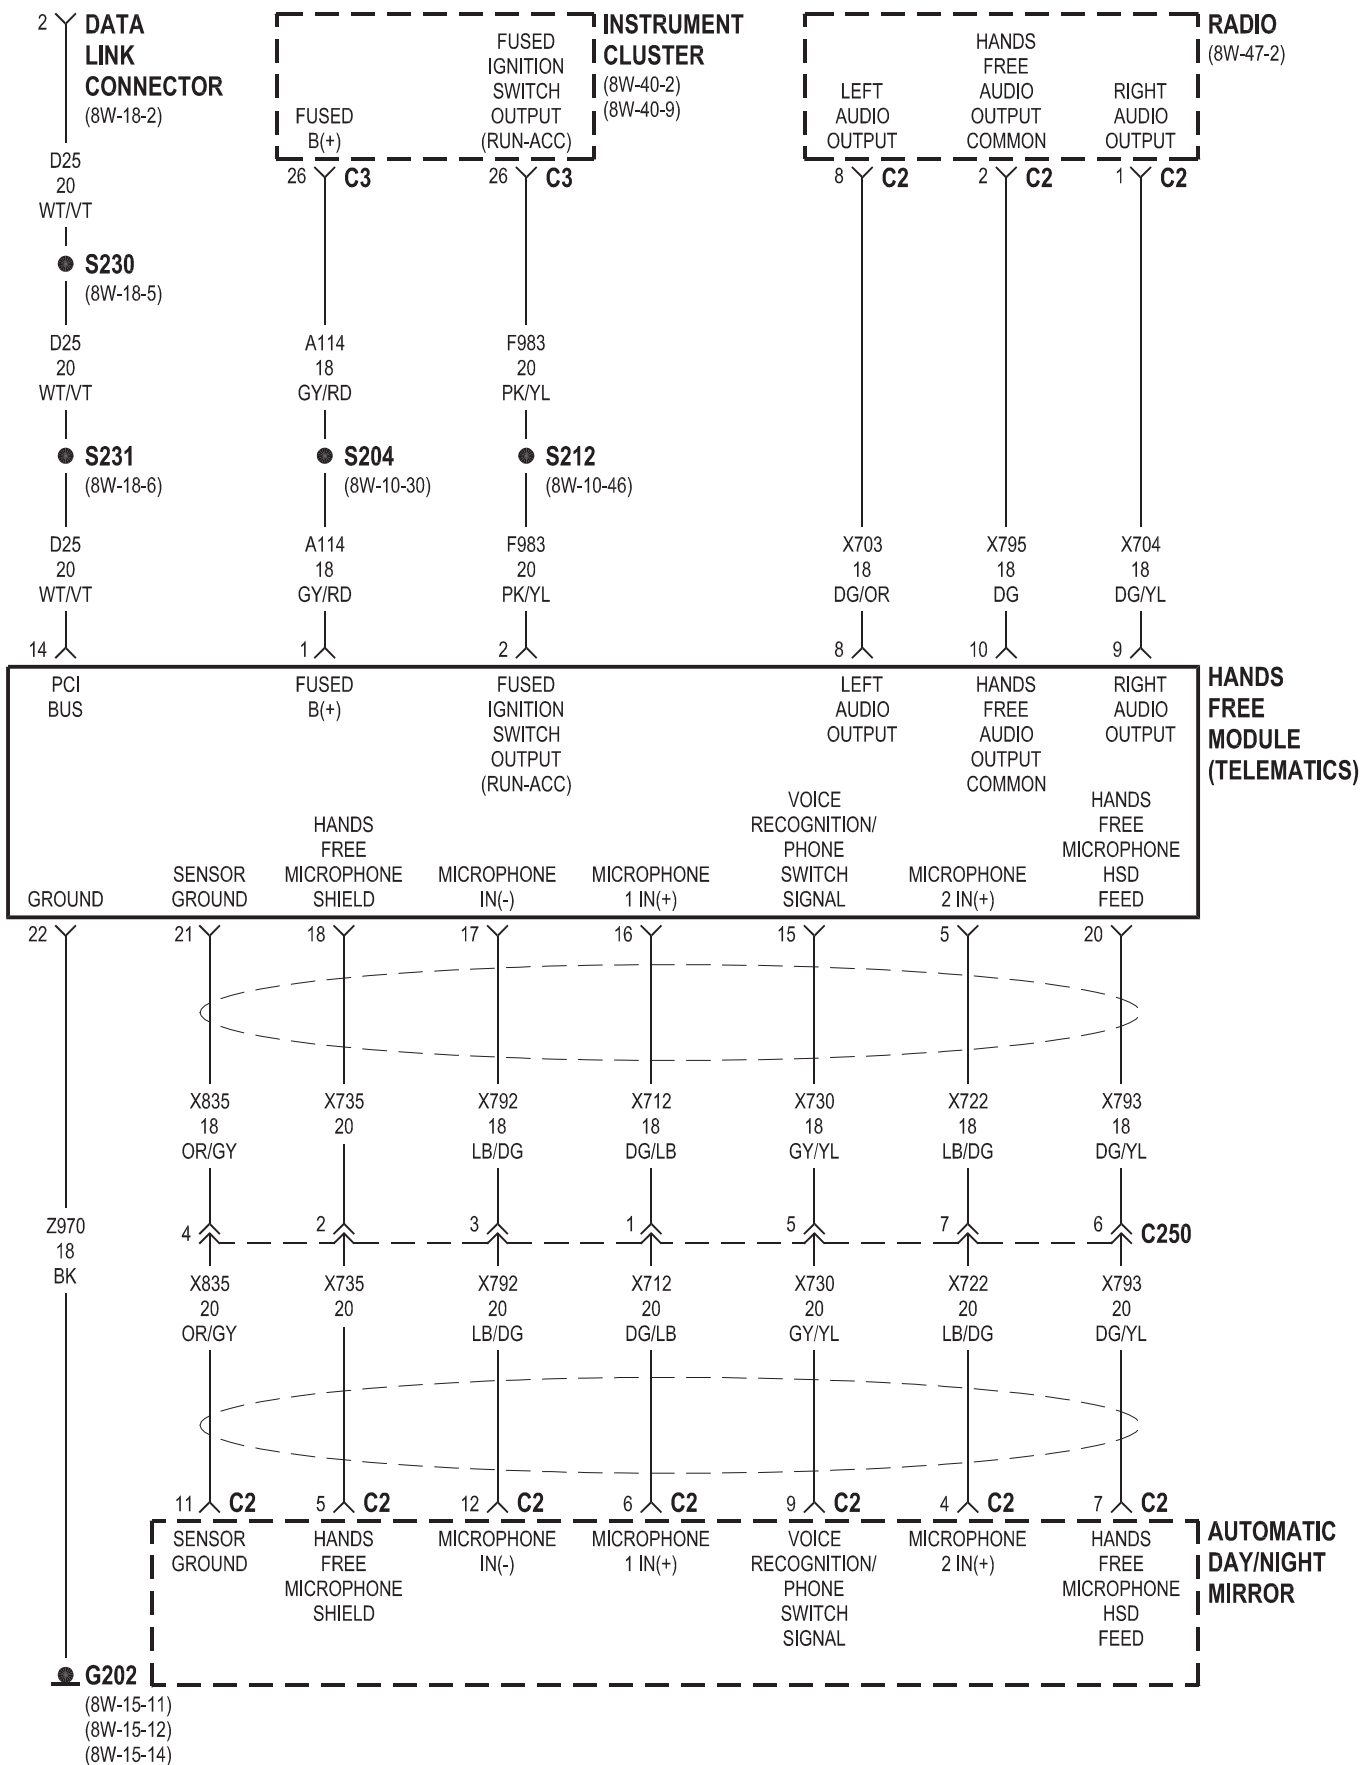 2 DATA
LINK
CONNECTOR
(8W-18-2)
FUSED
B(+)
FUSED
IGNITION
SWITCH
OUTPUT
(RUN-ACC)
INSTRUMENT
CLUSTER
(8W-40-2)
(8W-40-9)
LEFT
AUDIO
OUTPUT
HANDS
FREE
AUDIO
OUTPUT
COMMON
RIGHT
AUDIO
OUTPUT
RADIO
(8W-47-2)
26 C3 26 C3 8 C2 2 C2 1 C2
D25
20
WT/VT
S230
(8W-18-5)
D25
20
WT/VT
A114
18
GY/RD
F983
20
PK/YL
S231
(8W-18-6)
S204
(8W-10-30)
S212
(8W-10-46)
D25
20
WT/VT
A114
18
GY/RD
F983
20
PK/YL
X703
18
DG/OR
X795
18
DG
X704
18
DG/YL
14 1 2 8 10 9
PCI
BUS
FUSED
B(+)
FUSED
IGNITION
SWITCH
OUTPUT
(RUN-ACC)
LEFT
AUDIO
OUTPUT
HANDS
FREE
AUDIO
OUTPUT
COMMON
RIGHT
AUDIO
OUTPUT
HANDS
FREE
MODULE
(TELEMATICS)
GROUND
SENSOR
GROUND
HANDS
FREE
MICROPHONE
SHIELD
MICROPHONE
IN(-)
MICROPHONE
1 IN(+)
VOICE
RECOGNITION/
PHONE
SWITCH
SIGNAL
MICROPHONE
2 IN(+)
HANDS
FREE
MICROPHONE
HSD
FEED
22 21 18 17 16 15 5 20
X835
18
OR/GY
X735
20
X792
18
LB/DG
X712
18
DG/LB
X730
18
GY/YL
X722
18
LB/DG
X793
18
DG/YL
Z970
18
BK
4 2 3 1 5 7 6 C250
X835
20
OR/GY
X735
20
X792
20
LB/DG
X712
20
DG/LB
X730
20
GY/YL
X722
20
LB/DG
X793
20
DG/YL
11 C2 5 C2 12 C2 6 C2 9 C2 4 C2 7 C2
SENSOR
GROUND
HANDS
FREE
MICROPHONE
SHIELD
MICROPHONE
IN(-)
MICROPHONE
1 IN(+)
VOICE
RECOGNITION/
PHONE
SWITCH
SIGNAL
MICROPHONE
2 IN(+)
HANDS
FREE
MICROPHONE
HSD
FEED
AUTOMATIC
DAY/NIGHT
MIRROR
G202
(8W-15-11)
(8W-15-12)
(8W-15-14)